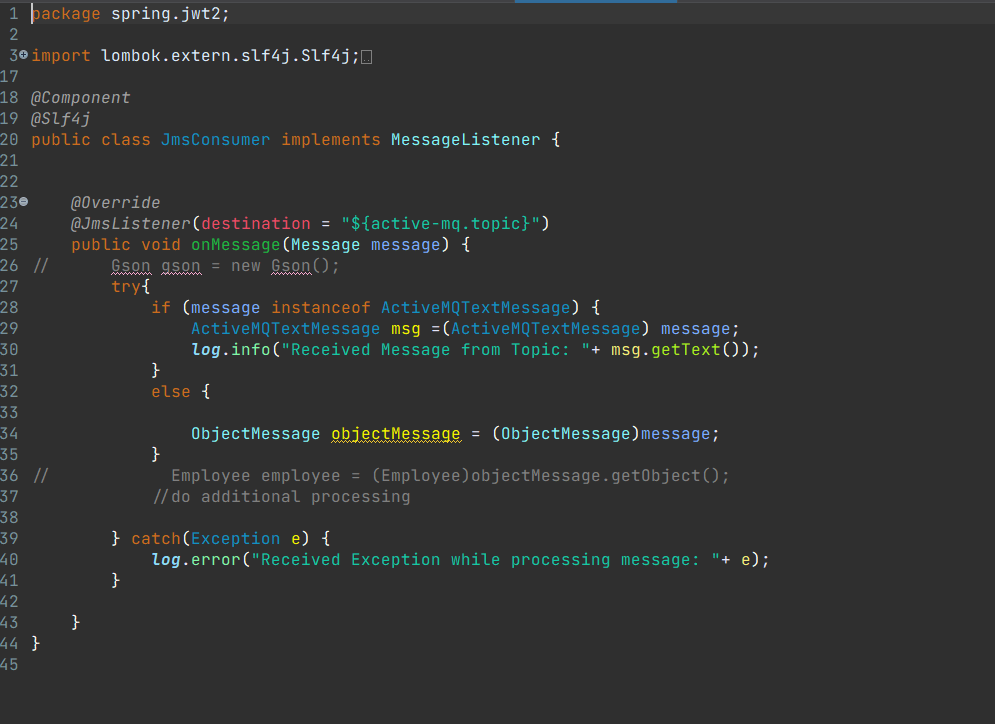 1 package spring.jwt2;
2
3 import lombok.extern.slf4j.Slf4j;
17
18 @Component
19 @Slf4j
20 public class JmsConsumer implements MessageListener {
21
22
23     @Override
24     @JmsListener(destination = "${active-mq.topic}")
25     public void onMessage(Message message) {
26 //      Gson gson = new Gson();
27         try{
28             if (message instanceof ActiveMQTextMessage) {
29                 ActiveMQTextMessage msg =(ActiveMQTextMessage) message;
30                 log.info("Received Message from Topic: "+ msg.getText());
31             }
32             else {
33
34                 ObjectMessage objectMessage = (ObjectMessage)message;
35             }
36 //            Employee employee = (Employee)objectMessage.getObject();
37             //do additional processing
38
39         } catch(Exception e) {
40             log.error("Received Exception while processing message: "+ e);
41         }
42
43     }
44 }
45